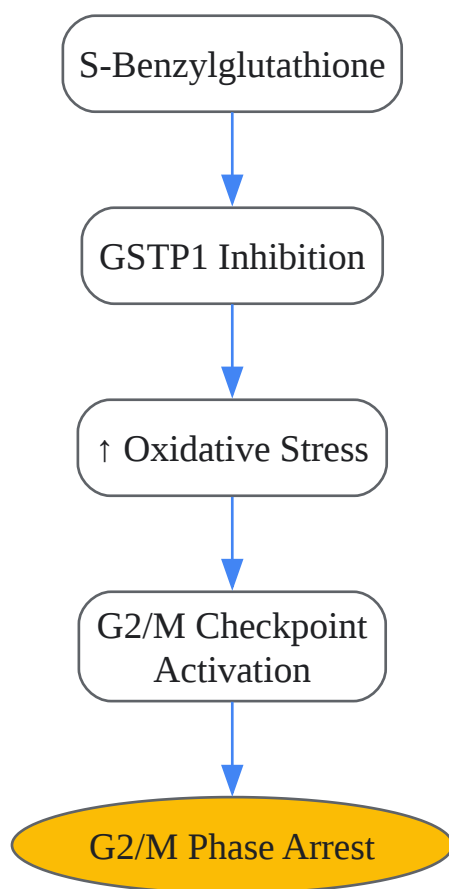 S-Benzylglutathione
GSTP1 Inhibition
↑ Oxidative Stress
G2/M Checkpoint
Activation
G2/M Phase Arrest